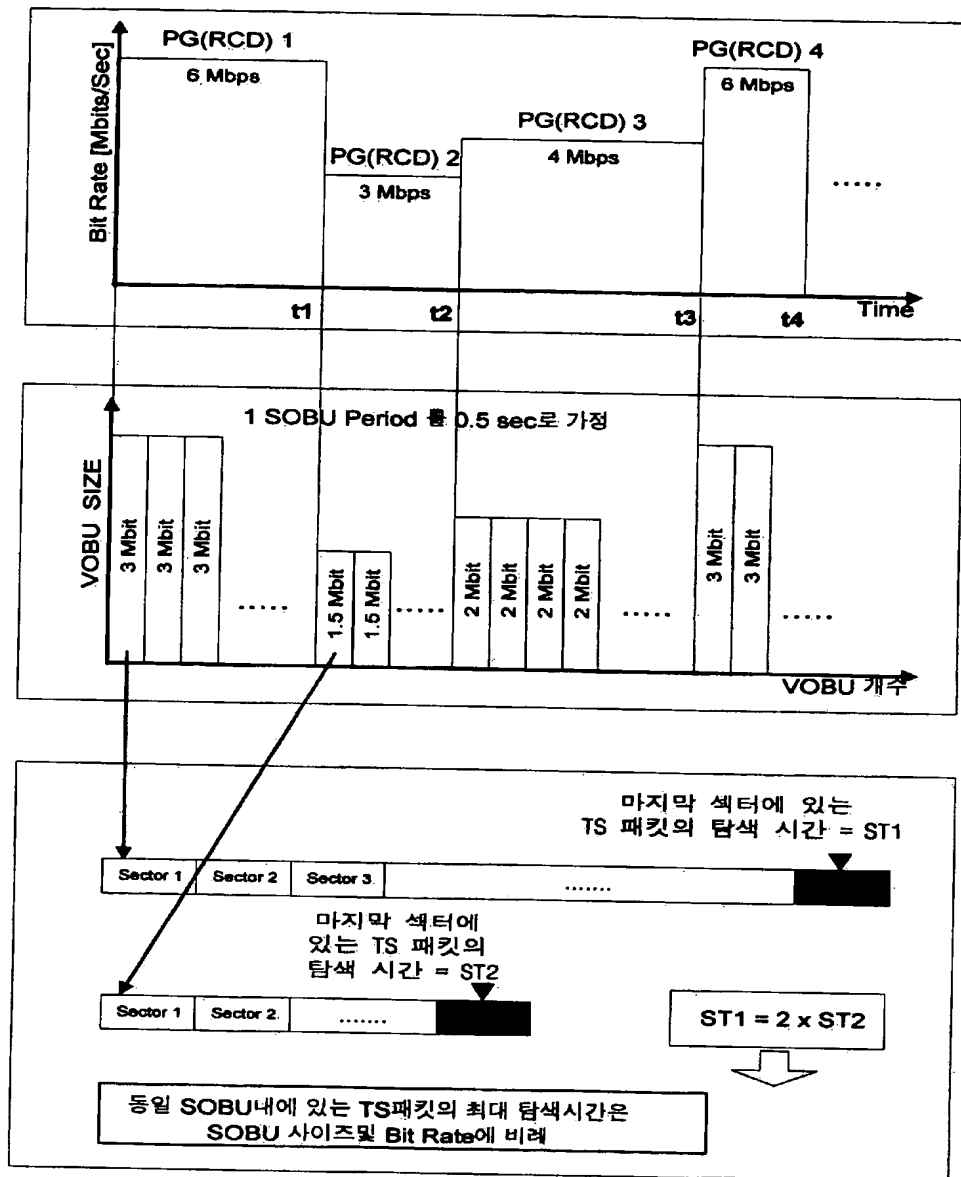 PG(RCD) 1
PG(RCD) 4
6 Mbps
6 Mbps
PG(RCD) 3
PG(RCD) 2
4 Mbps
3 Mbps
.....
Bit Rate [Mbits/Sec]
t1
t2
t3
t4
Time
1 SOBU Period 를 0.5 sec로 가정
VOBU SIZE
3 Mbit
3 Mbit
3 Mbit
.....
1.5 Mbit
1.5 Mbit
.....
2 Mbit
2 Mbit
2 Mbit
2 Mbit
.....
3 Mbit
3 Mbit
.....
VOBU 개수
마지막 섹터에 있는
TS 패킷의 탐색 시간 = ST1
Sector 1
Sector 2
Sector 3
.......
마지막 섹터에
있는 TS 패킷의
탐색 시간 = ST2
Sector 1
Sector 2
.......
ST1 = 2 x ST2
동일 SOBU내에 있는 TS패킷의 최대 탐색시간은
SOBU 사이즈및 Bit Rate에 비례